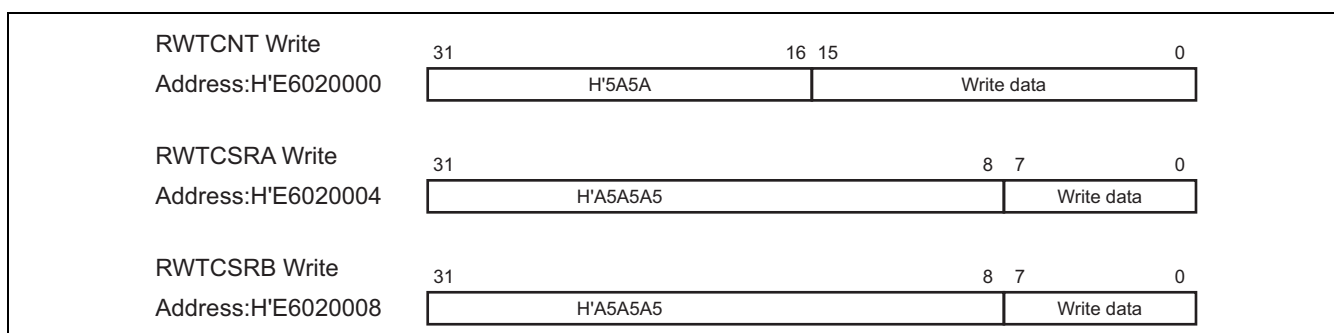 RWTCNT Write
31 16 15 0
Address:H'E6020000 H'5A5A Write data
RWTCSRA Write
31 8 7 0
Address:H'E6020004 H'A5A5A5 Write data
RWTCSRB Write
31 8 7 0
Address:H'E6020008 H'A5A5A5 Write data